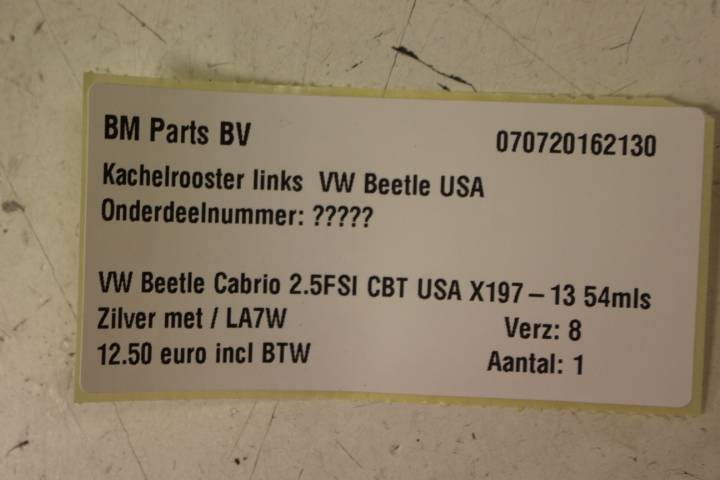 BM Parts BV 070720162130
Kachelrooster links VW Beetle USA
Onderdeelnummer: ?????
VW Beetle Cabrio 2.5FSI CBT USA X197 – 13 54mls
Zilver met / LA7W Verz: 8
12.50 euro incl BTW Aantal: 1